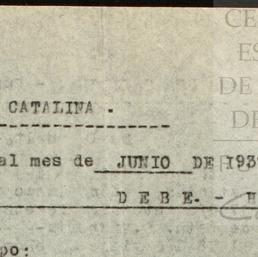 CE
ES
CATALINA .
DE
DE
al mes de JUNIO DE 193
D E B E. - H
po: